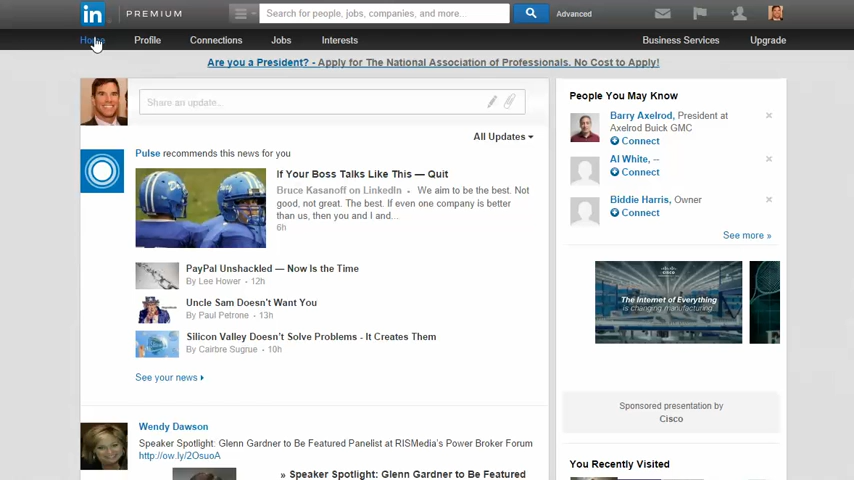 in PREMIUM
Search for people, jobs, companies, and more...
Advanced
Home Profile Connections Jobs Interests Business Services Upgrade
Are you a President? - Apply for The National Association of Professionals. No Cost to Apply!
Share an update...
All Updates
Pulse recommends this news for you
If Your Boss Talks Like This — Quit
Bruce Kasanoff on LinkedIn • We aim to be the best. Not
good, not great. The best. If even one company is better
than us, then you and I and...
6h
PayPal Unshackled — Now Is the Time
By Lee Hower • 12h
Uncle Sam Doesn't Want You
By Paul Petrone • 13h
Silicon Valley Doesn't Solve Problems - It Creates Them
By Cairbre Sugrue • 10h
See your news
Wendy Dawson
Speaker Spotlight: Glenn Gardner to Be Featured Panelist at RISMedia's Power Broker Forum
http://ow.ly/2OsuoA
» Speaker Spotlight: Glenn Gardner to Be Featured
People You May Know
Barry Axelrod, President at
Axelrod Buick GMC
Connect
Al White, --
Connect
Biddie Harris, Owner
Connect
See more »
CISCO
The Internet of Everything
is changing manufacturing
Sponsored presentation by
Cisco
You Recently Visited